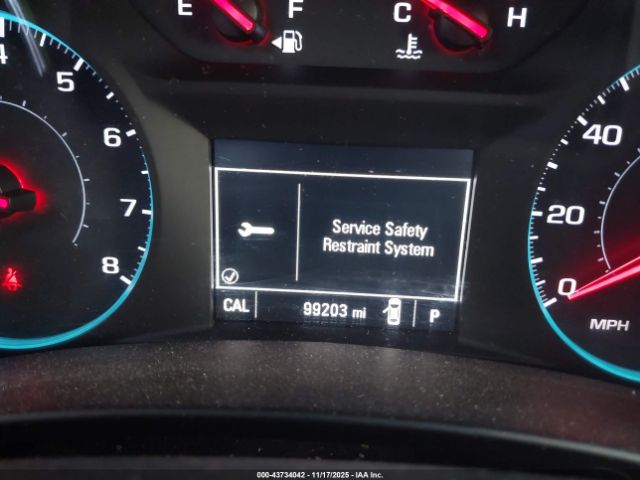 E F
C H
4
5
6
7
8
Service Safety
Restraint System
CAL 99203 mi P
40
20
0
MPH
000-43734042 - 11/17/2025 - IAA Inc.